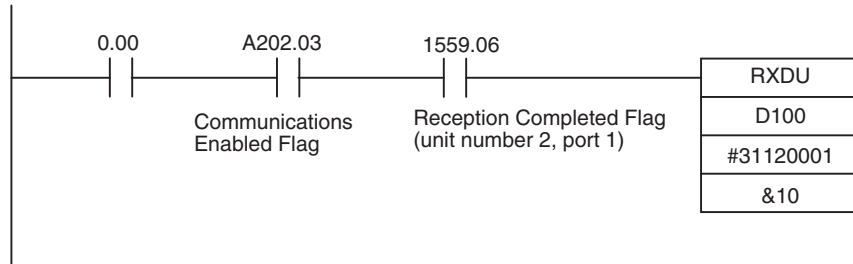 0.00
A202.03
1559.06
Communications
Enabled Flag
Reception Completed Flag
(unit number 2, port 1)
RXDU
D100
#31120001
&10